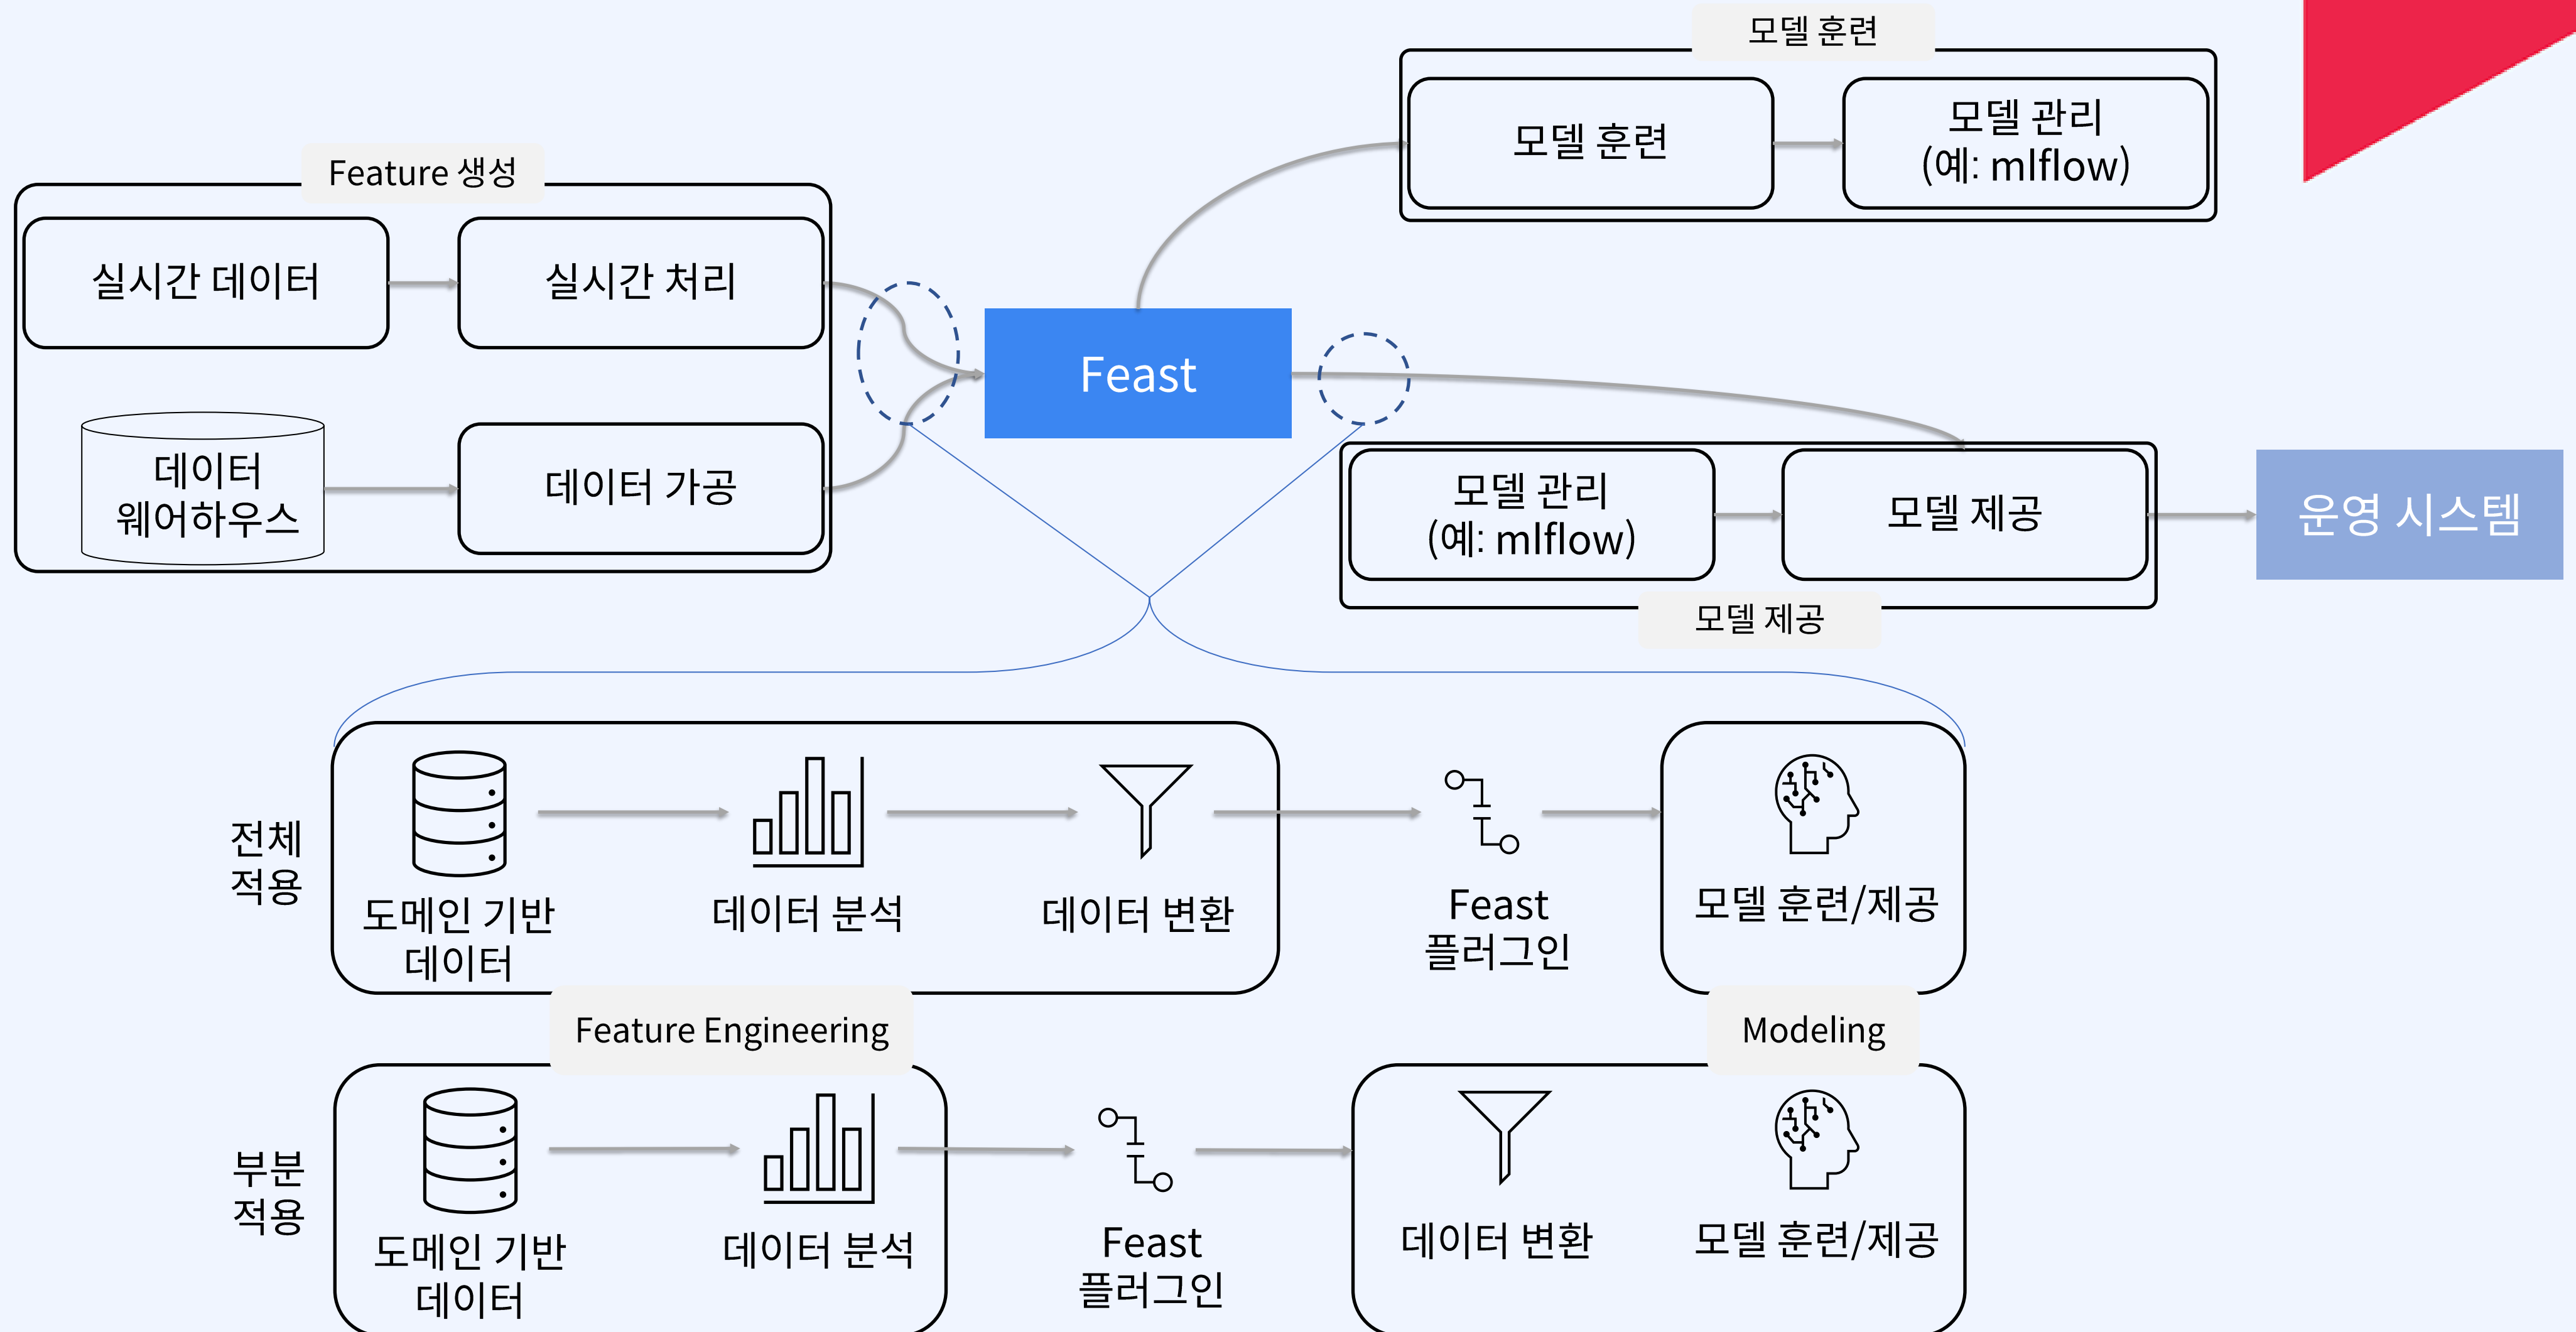 모델 훈련
모델 훈련
모델 관리
(예: mlflow)
Feature 생성
실시간 데이터
실시간 처리
데이터
웨어하우스
데이터 가공
Feast
모델 관리
(예: mlflow)
모델 제공
모델 제공
운영 시스템
전체
적용
도메인 기반
데이터
데이터 분석
데이터 변환
Feast
플러그인
모델 훈련/제공
Feature Engineering
Modeling
부분
적용
도메인 기반
데이터
데이터 분석
Feast
플러그인
데이터 변환
모델 훈련/제공